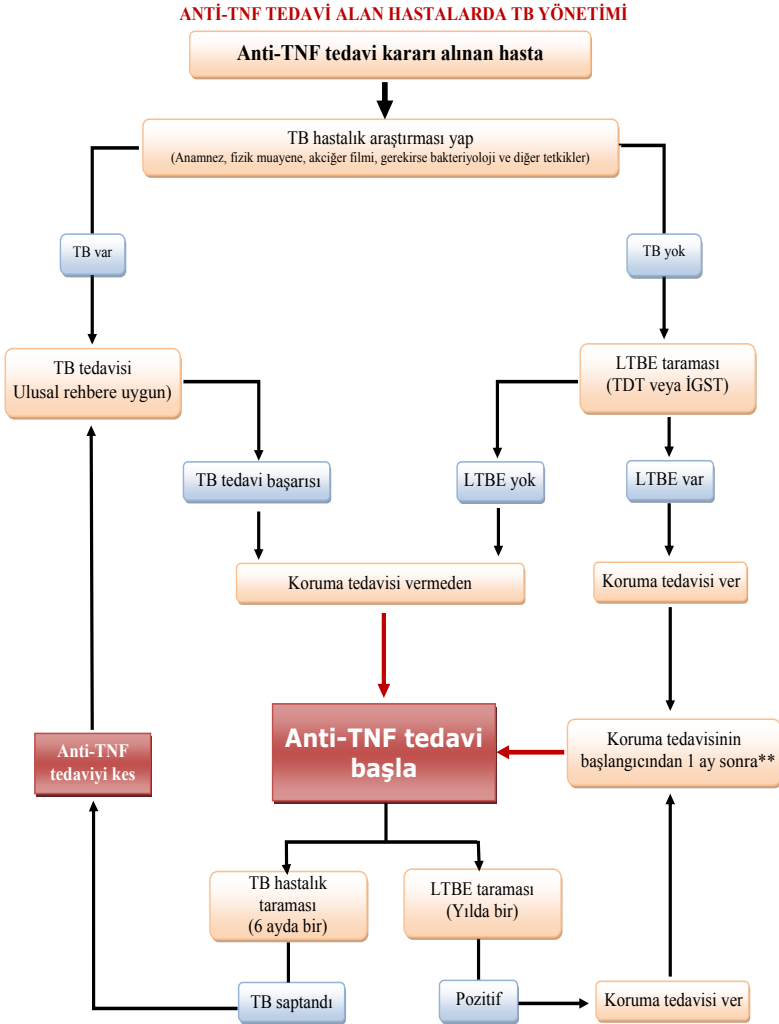 ANTİ-TNF TEDAVİ ALAN HASTALARDA TB YÖNETİMİ
Anti-TNF tedavi kararı alınan hasta
TB hastalık araştırması yap
(Anamnez, fizik muayene, akciğer filmi, gerekirse bakteriyoloji ve diğer tetkikler)
TB var
TB yok
TB tedavisi
Ulusal rehbere uygun)
LTBE taraması
(TDT veya İGST)
TB tedavi başarısı
LTBE yok
LTBE var
Koruma tedavisi vermeden
Koruma tedavisi ver
Anti-TNF
tedaviyi kes
Anti-TNF tedavi
başla
Koruma tedavisinin
başlangıcından 1 ay sonra**
TB hastalık
taraması
(6 ayda bir)
LTBE taraması
(Yılda bir)
TB saptandı
Pozitif
Koruma tedavisi ver